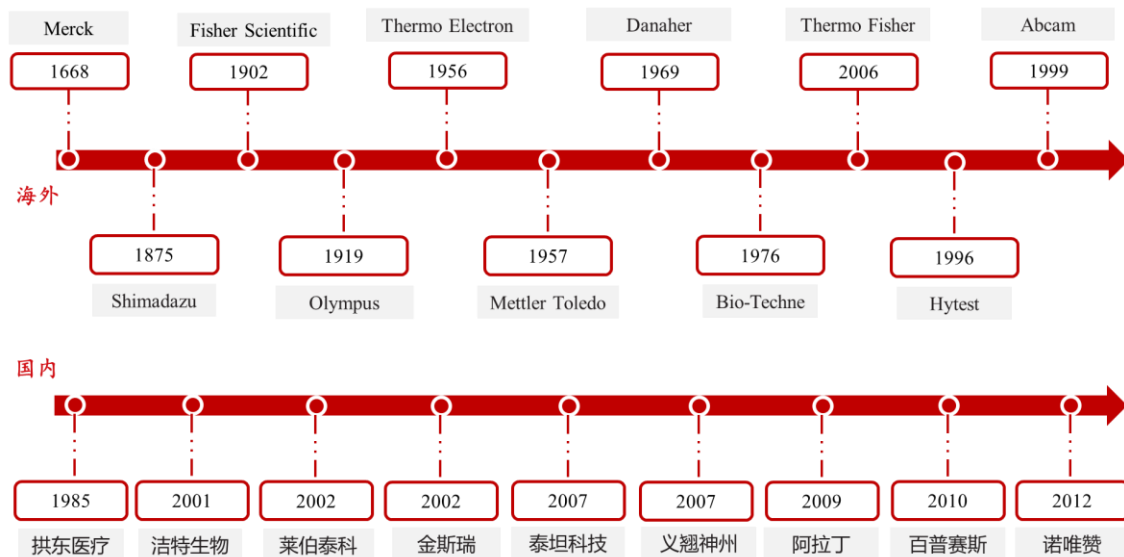 Merck
Fisher Scientific
Thermo Electron
Danaher
Thermo Fisher
Abcam
1668
1902
1956
1969
2006
1999
海外
1875
1919
1957
1976
1996
Shimadazu
Olympus
Mettler Toledo
Bio-Techne
Hytest
国内
1985
2001
2002
2002
2007
2007
2009
2010
2012
拱东医疗
洁特生物
莱伯泰科
金斯瑞
泰坦科技
义翘神州
阿拉丁
百普赛斯
诺唯赞